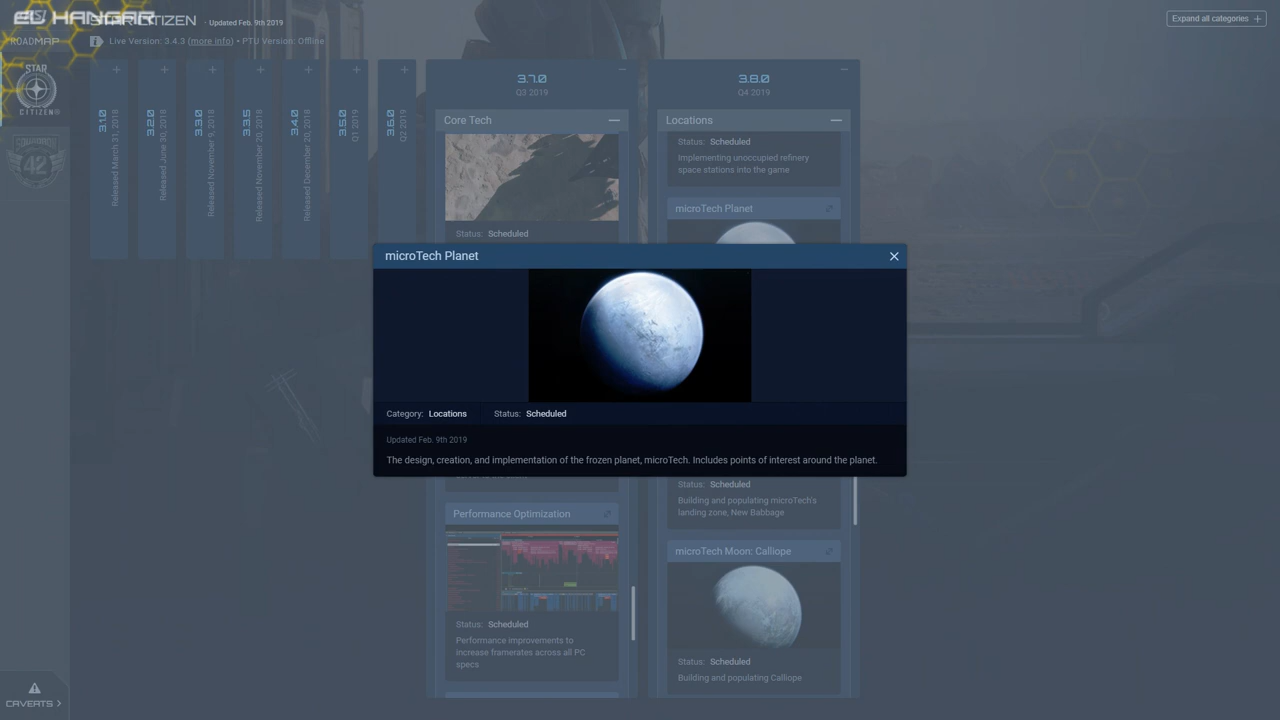 STAR CITIZEN
Updated Feb. 9th 2019
Expand all categories
ROADMAP
Live Version: 3.4.3 (more info) • PTU Version: Offline
STAR
CITIZEN
SQUADRON
42
3.1.0
Released March 31, 2018
3.2.0
Released June 30, 2018
3.3.0
Released November 9, 2018
3.3.5
Released November 20, 2018
3.4.0
Released December 20, 2018
3.5.0
Q1 2019
3.6.0
Q2 2019
3.7.0
Q3 2019
Core Tech
Status: Scheduled
3.8.0
Q4 2019
Locations
Status: Scheduled
Implementing unoccupied refinery
space stations into the game
microTech Planet
microTech Planet
Category: Locations
Status: Scheduled
Updated Feb. 9th 2019
The design, creation, and implementation of the frozen planet, microTech. Includes points of interest around the planet.
Performance Optimization
Status: Scheduled
Performance improvements to
increase framerates across all PC
specs
Status: Scheduled
Building and populating microTech's
landing zone, New Babbage
microTech Moon: Calliope
Status: Scheduled
Building and populating Calliope
CAVEATS